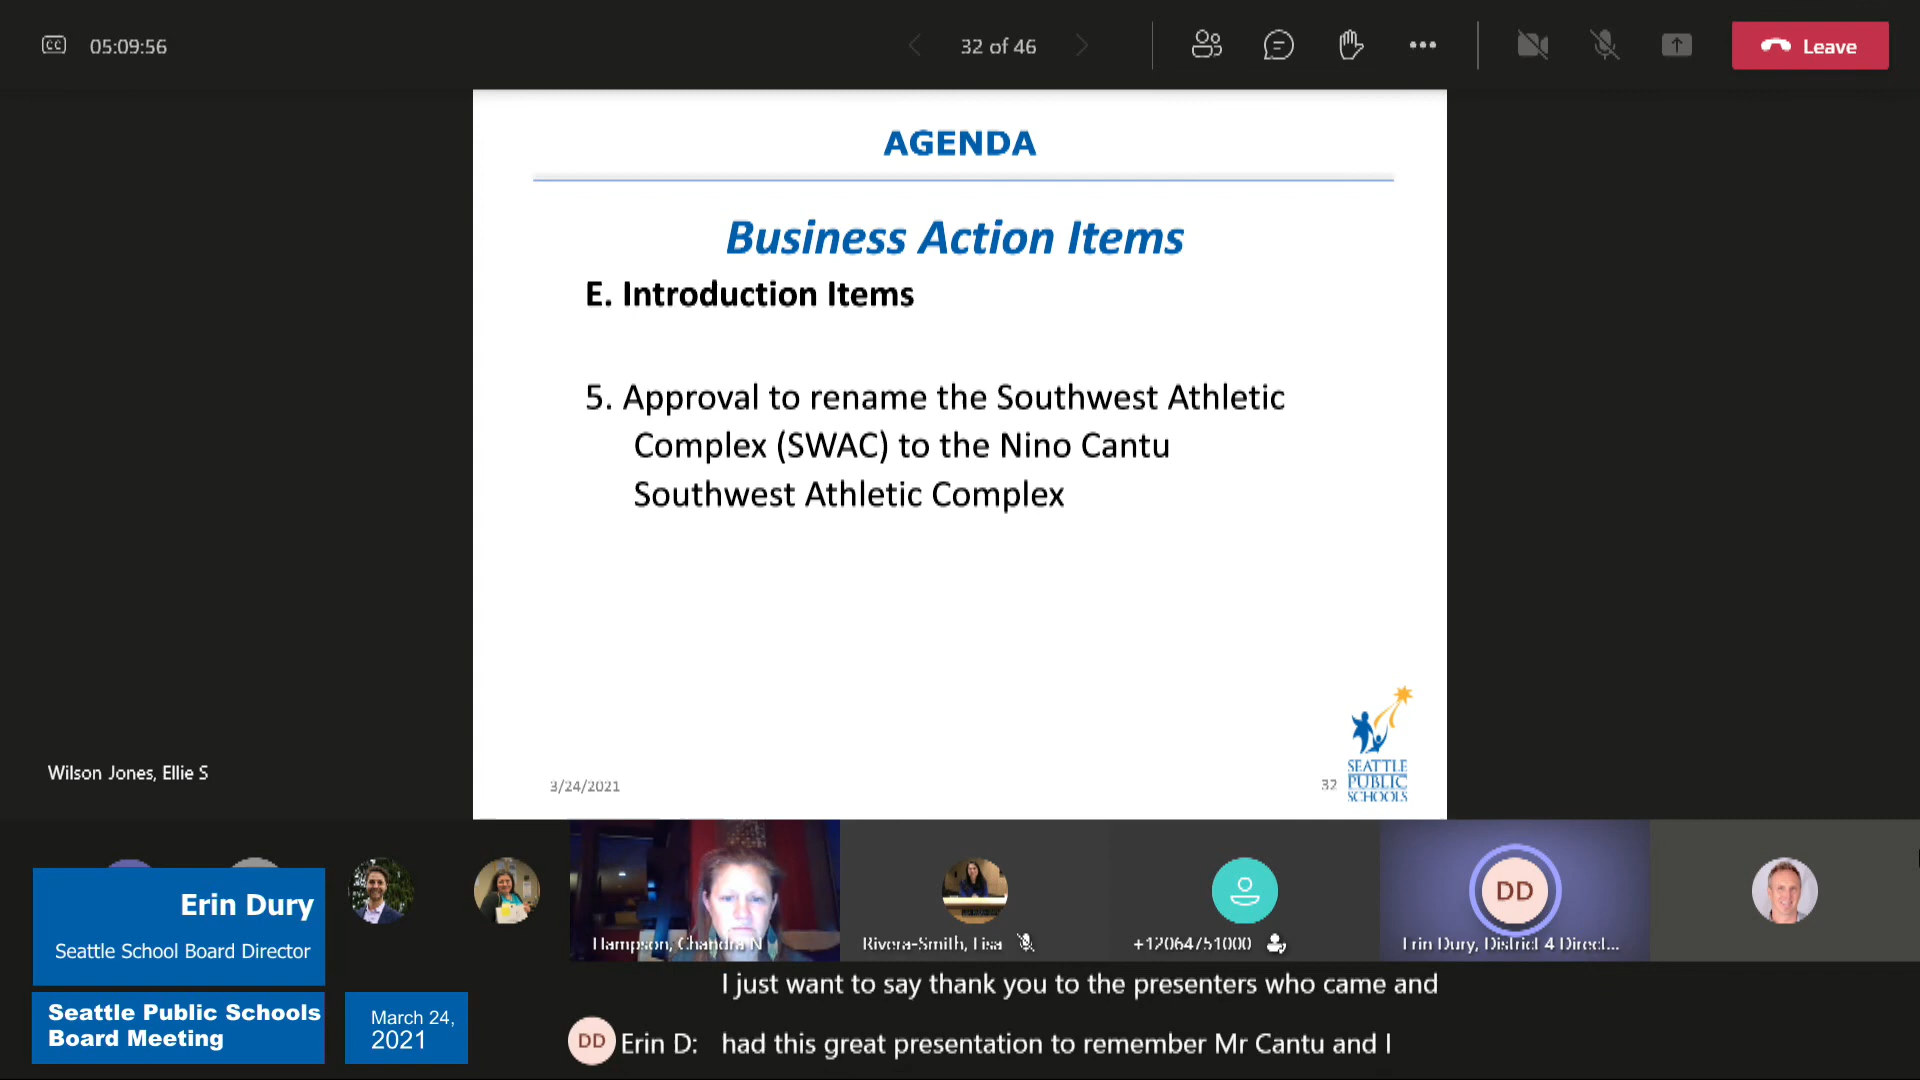 CC 05:09:56
32 of 46
Leave
AGENDA
Business Action Items
E. Introduction Items
5. Approval to rename the Southwest Athletic
Complex (SWAC) to the Nino Cantu
Southwest Athletic Complex
Wilson Jones, Ellie S
3/24/2021
32
SEATTLE
PUBLIC
SCHOOLS
Hampson, Chandra N
Rivera-Smith, Lisa
+12064751000
DD
Erin Dury, District 4 Direct...
Erin Dury
Seattle School Board Director
Seattle Public Schools
Board Meeting
March 24,
2021
I just want to say thank you to the presenters who came and
DD Erin D: had this great presentation to remember Mr Cantu and I